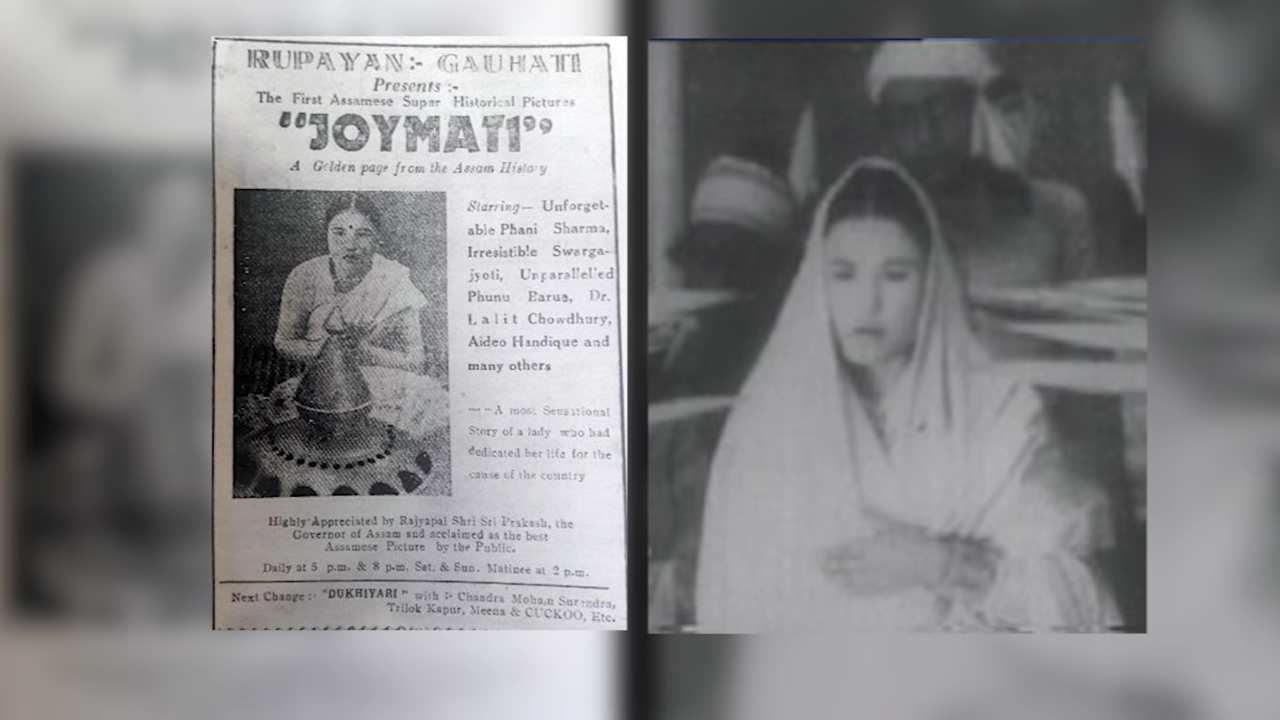 RUPAYAN:- GAUHATI
Presents :-
The First Assamese Super Historical Pictures
"JOYMATI"
A Golden page from the Assam History
Starring— Unforget-
able Phani Sharma,
Irresistible Swarga-
jyoti, Unparallelled
Phunu Barua, Dr.
Lalit Chowdhury,
Aideo Handique and
many others
——A most Sensational
Story of a lady who had
dedicated her life for the
cause of the country
Highly Appreciated by Rajyapal Shri Sri Prakash, the
Governor of Assam and acclaimed as the best
Assamese Picture by the Public.
Daily at 5 p.m. & 8 p.m. Sat. & Sun. Matinee at 2 p.m.
Next Change :- "DUKHIYARI" with :- Chandra Mohan Surendra,
Trilok Kapur, Meena & CUCKOO, Etc.